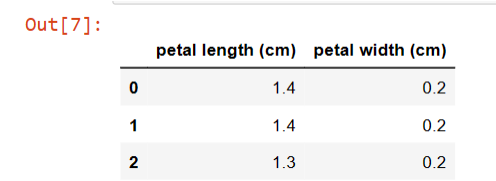 Out[7]:
petal length (cm) petal width (cm)
0 1.4 0.2
1 1.4 0.2
2 1.3 0.2